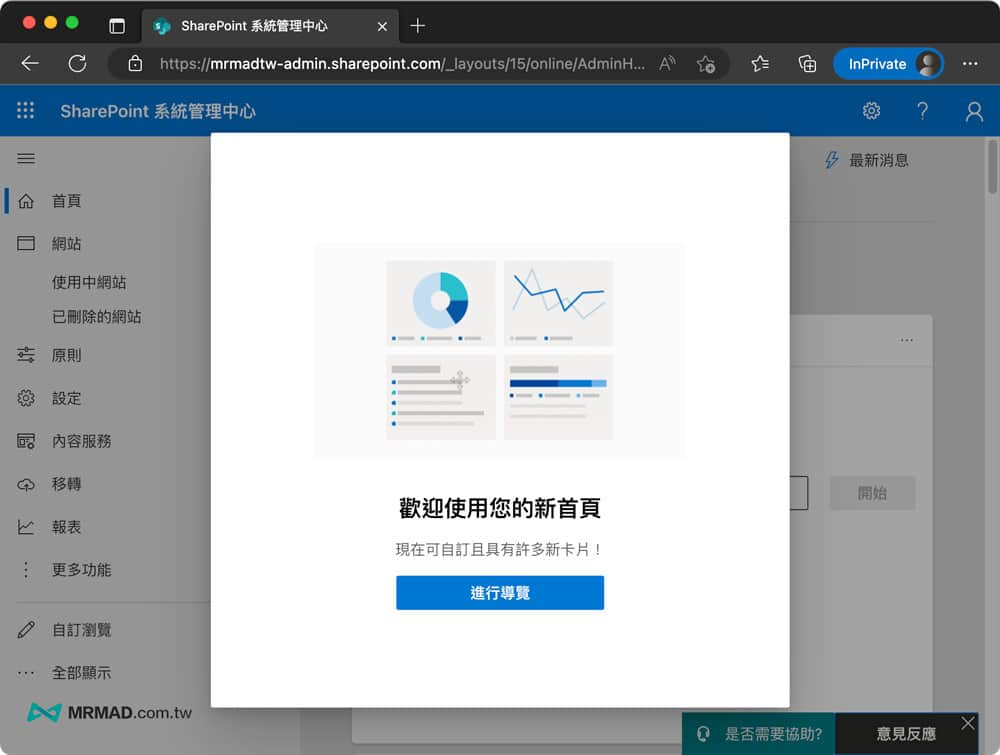 SharePoint 系統管理中心
https://mrmadtw-admin.sharepoint.com/_layouts/15/online/AdminH...
InPrivate
SharePoint 系統管理中心
最新消息
首頁
網站
使用中網站
已刪除的網站
原則
設定
內容服務
移轉
報表
更多功能
自訂瀏覽
全部顯示
歡迎使用您的新首頁
現在可自訂且具有許多新卡片！
進行導覽
開始
MRMAD.com.tw
是否需要協助?
意見反應